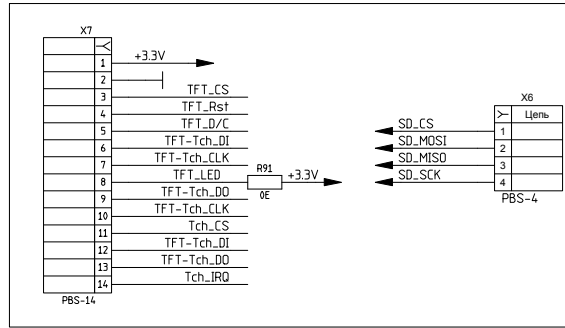 X7
1 +3.3V
2
3 TFT_CS
4 TFT_Rst
5 TFT_D/C
6 TFT-Tch_DI
7 TFT-Tch_CLK
8 TFT_LED R91 0E +3.3V
9 TFT-Tch_DO
10 TFT-Tch_CLK
11 Tch_CS
12 TFT-Tch_DI
13 TFT-Tch_DO
14 Tch_IRQ
PBS-14
X6
Цепь
SD_CS 1
SD_MOSI 2
SD_MISO 3
SD_SCK 4
PBS-4